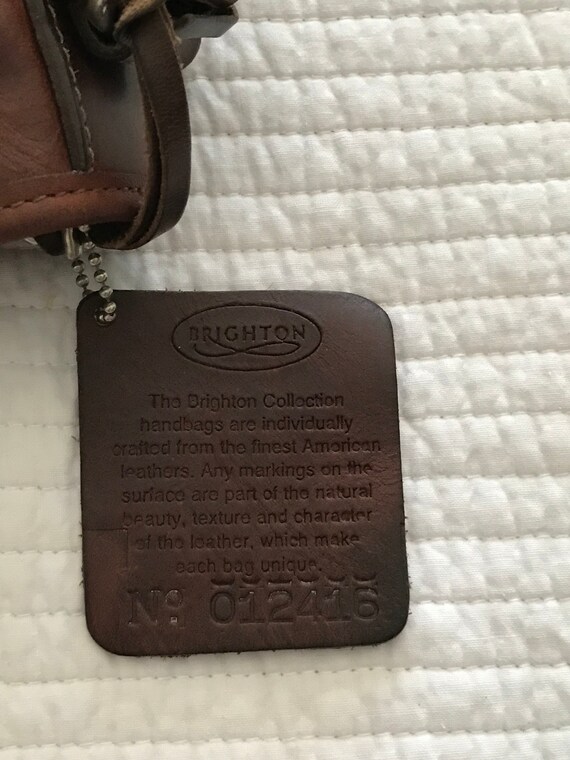 BRIGHTON
The Brighton Collection
handbags are individually
crafted from the finest American
leathers. Any markings on the
surface are part of the natural
beauty, texture and character
of the leather, which make
each bag unique.
No. 012416